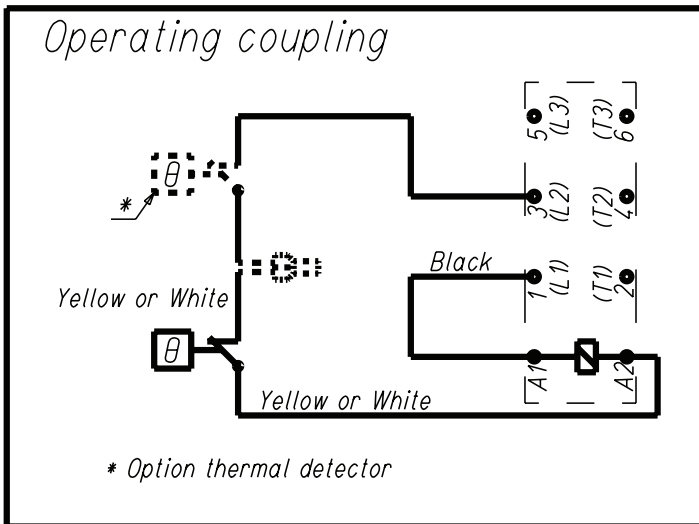 Operating coupling
5 (L3) (T3) 6
θ
*
3 (L2) (T2) 4
Black
1 (L1) (T1) 2
Yellow or White
θ
A1 A2
Yellow or White
* Option thermal detector